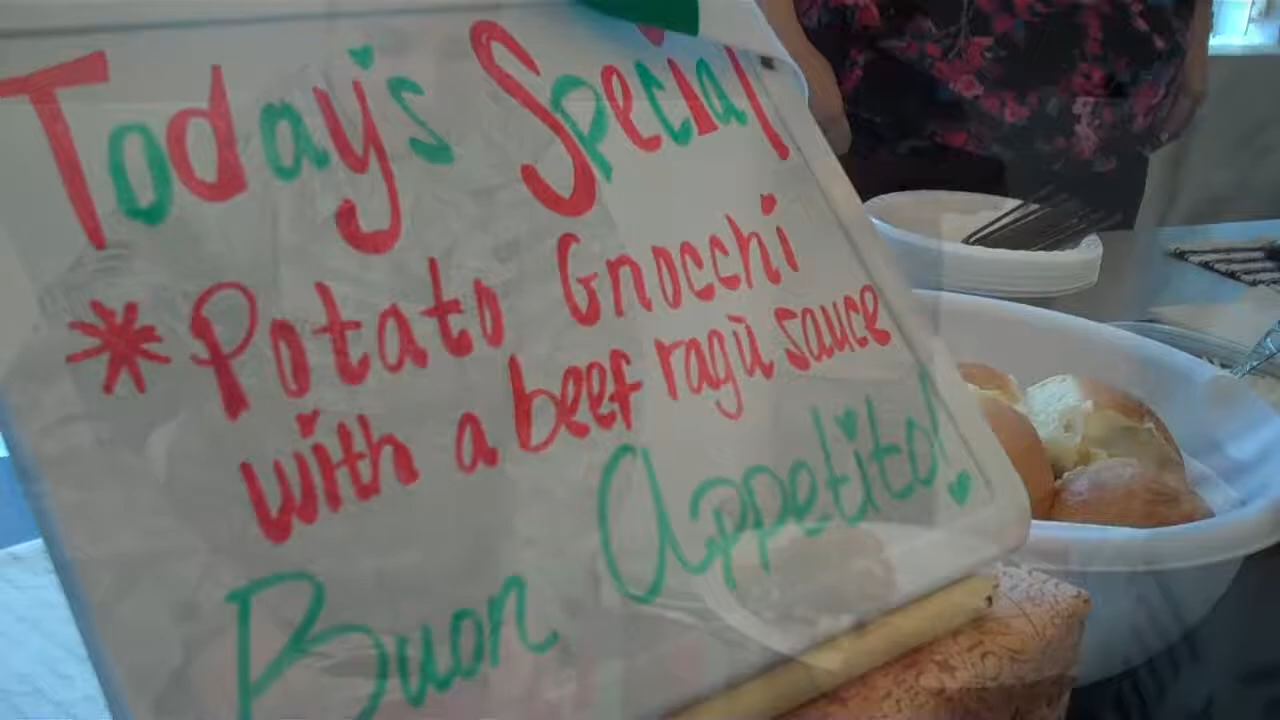 Today's Special
*Potato Gnocchi
with a beef ragù sauce
Buon Appetito!